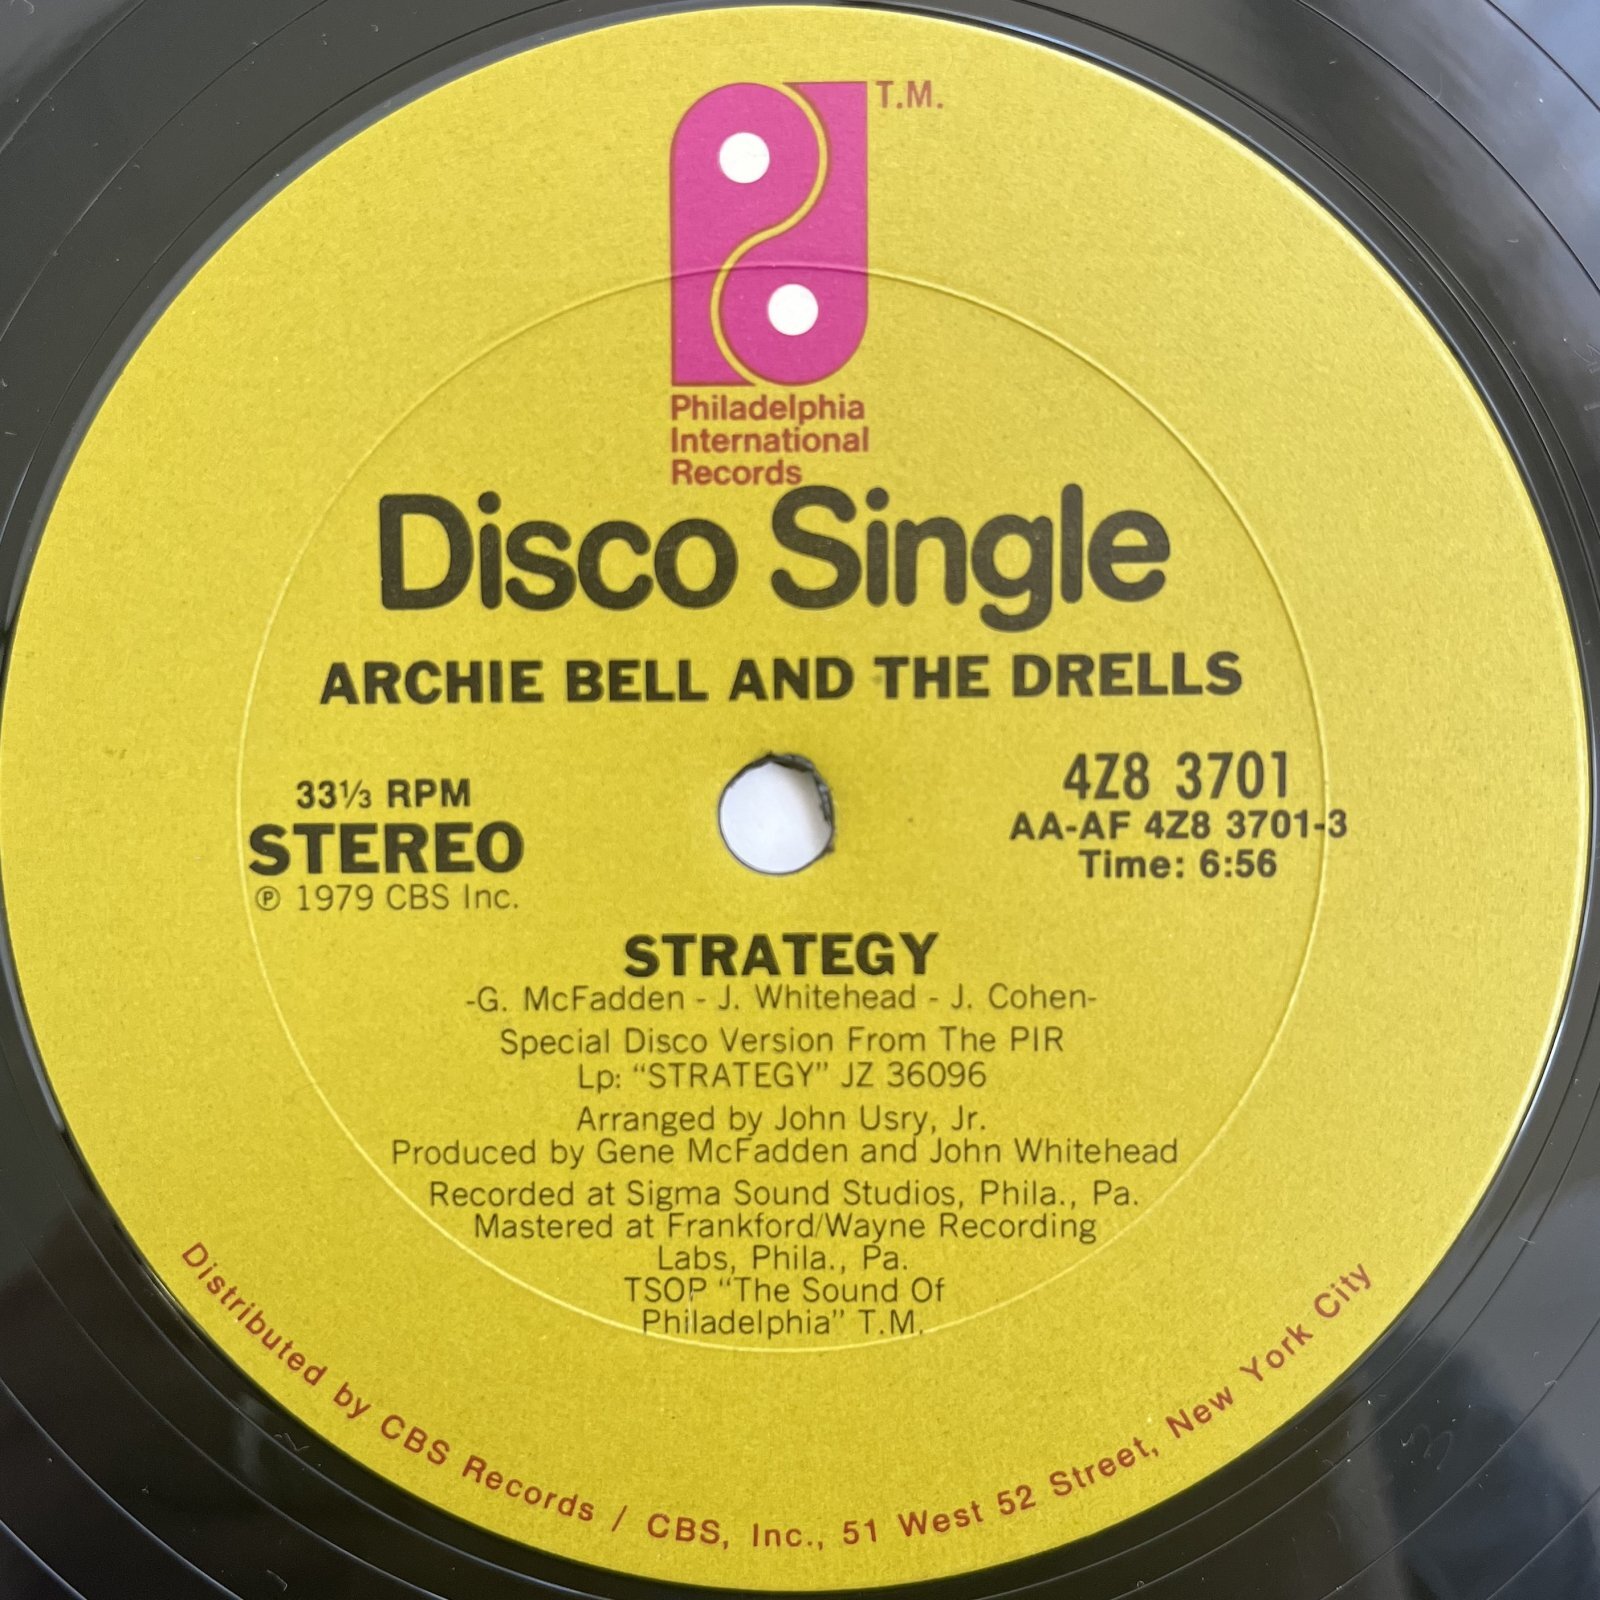 T.M.
Philadelphia
International
Records
Disco Single
ARCHIE BELL AND THE DRELLS
33⅓ RPM
STEREO
℗ 1979 CBS Inc.
4Z8 3701
AA-AF 4Z8 3701-3
Time: 6:56
STRATEGY
-G. McFadden - J. Whitehead - J. Cohen-
Special Disco Version From The PIR
Lp: “STRATEGY” JZ 36096
Arranged by John Usry, Jr.
Produced by Gene McFadden and John Whitehead
Recorded at Sigma Sound Studios, Phila., Pa.
Mastered at Frankford/Wayne Recording
Labs, Phila., Pa.
TSOP “The Sound Of
Philadelphia” T.M.
Distributed by CBS Records / CBS, Inc., 51 West 52 Street, New York City